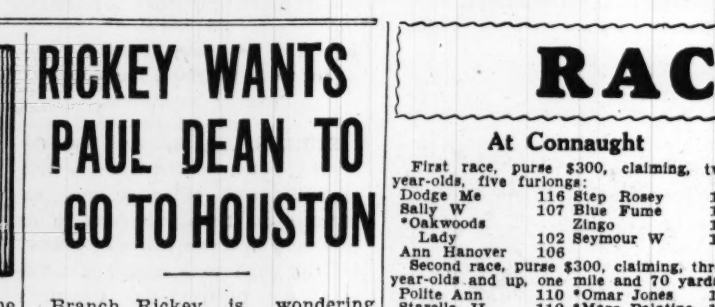 RICKEY WANTS
PAUL DEAN TO
GO TO HOUSTON
Branch Rickey is wondering
RAC
At Connaught
First race, purse $300, claiming,
year-olds, five furlongs:
Dodge Me 116 Step Rosey
Sally W 107 Blue Fume
*Oakwoods Zingo
Lady 102 Seymour W
Ann Hanover 106
Second race, purse $300, claiming,
year-olds and up, one mile and 70
Polite Ann 110 *Omar Jones